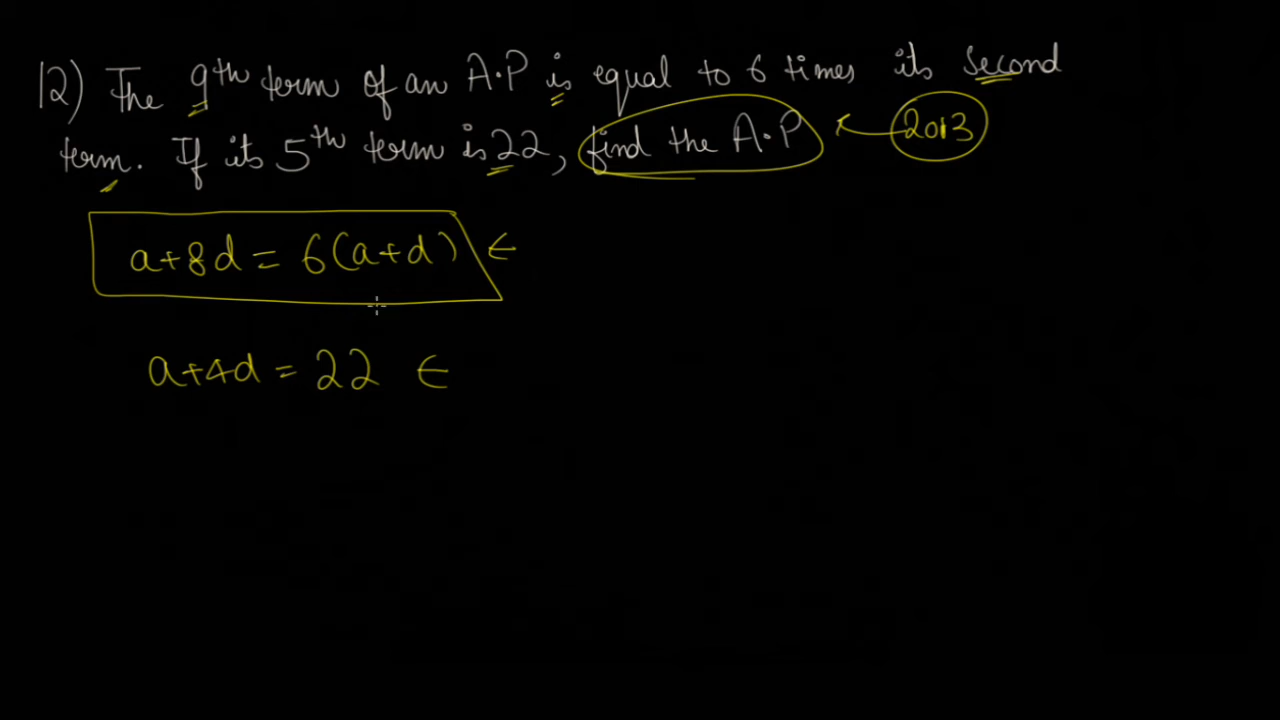 12) The 9th term of an A.P is equal to 6 times its second
term. If its 5th term is 22, find the A.P ← 2013
a+8d = 6(a+d) ←
a+4d = 22 ←